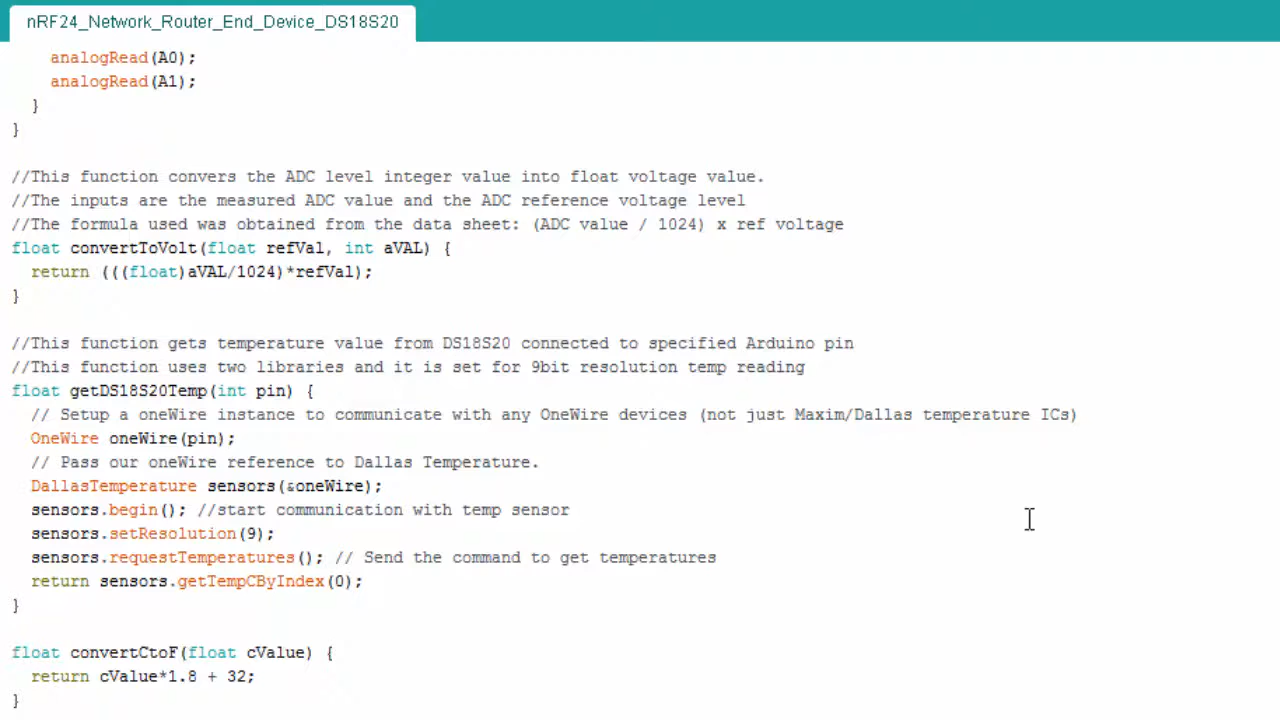 nRF24_Network_Router_End_Device_DS18S20
analogRead(A0);
analogRead(A1);
}
}
//This function convers the ADC level integer value into float voltage value.
//The inputs are the measured ADC value and the ADC reference voltage level
//The formula used was obtained from the data sheet: (ADC value / 1024) x ref voltage
float convertToVolt(float refVal, int aVAL) {
return (((float)aVAL/1024)*refVal);
}
//This function gets temperature value from DS18S20 connected to specified Arduino pin
//This function uses two libraries and it is set for 9bit resolution temp reading
float getDS18S20Temp(int pin) {
// Setup a oneWire instance to communicate with any OneWire devices (not just Maxim/Dallas temperature ICs)
OneWire oneWire(pin);
// Pass our oneWire reference to Dallas Temperature.
DallasTemperature sensors(&oneWire);
sensors.begin(); //start communication with temp sensor
sensors.setResolution(9);
sensors.requestTemperatures(); // Send the command to get temperatures
return sensors.getTempCByIndex(0);
}
float convertCtoF(float cValue) {
return cValue*1.8 + 32;
}